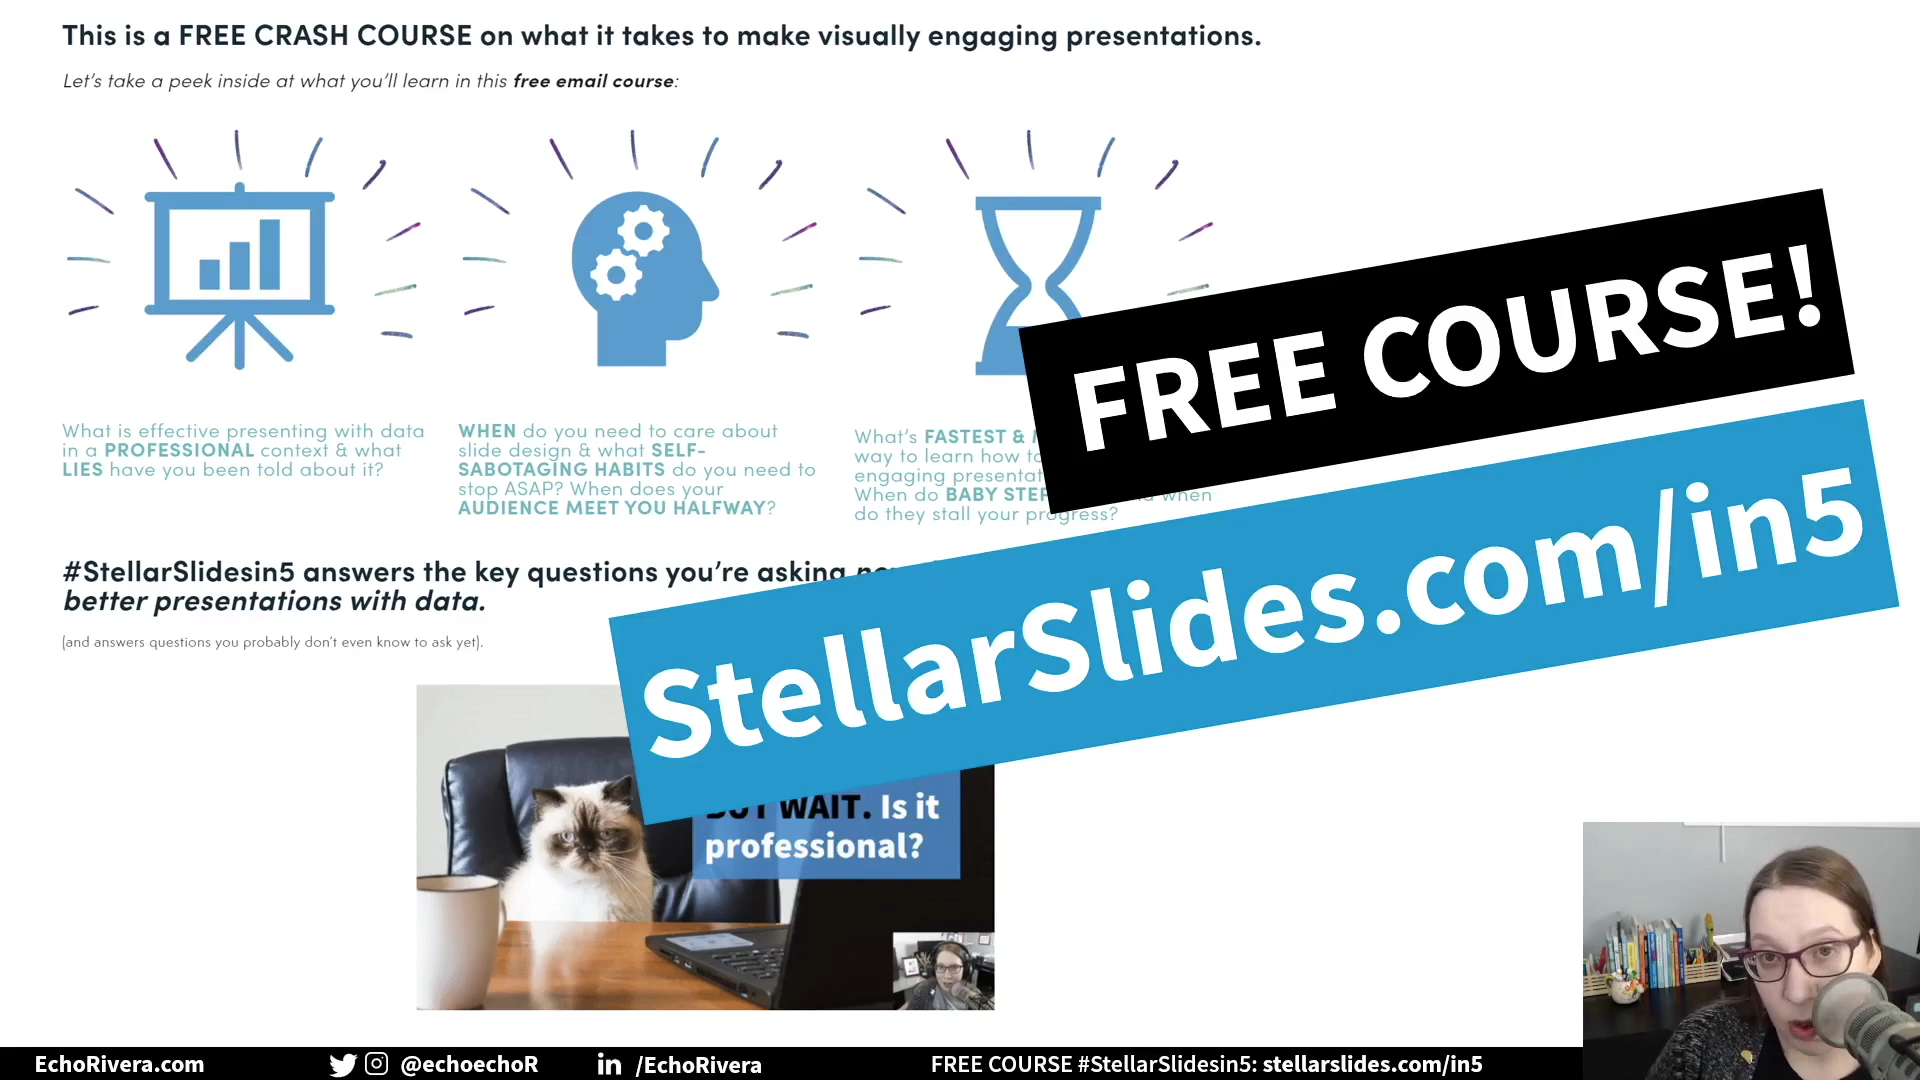 This is a FREE CRASH COURSE on what it takes to make visually engaging presentations.
Let's take a peek inside at what you'll learn in this free email course:
What is effective presenting with data
in a PROFESSIONAL context & what
LIES have you been told about it?
WHEN do you need to care about
slide design & what SELF-
SABOTAGING HABITS do you need to
stop ASAP? When does your
AUDIENCE MEET YOU HALFWAY?
What's FASTEST &
way to learn how
engaging
When do BABY when
do they stall your progress?
FREE COURSE!
StellarSlides.com/in5
#StellarSlidesin5 answers the key questions you're asking
better presentations with data.
(and answers questions you probably don't even know to ask yet).
BUT WAIT. Is it
professional?
EchoRivera.com
@echoechoR
in /EchoRivera
FREE COURSE #StellarSlidesin5: stellarslides.com/in5